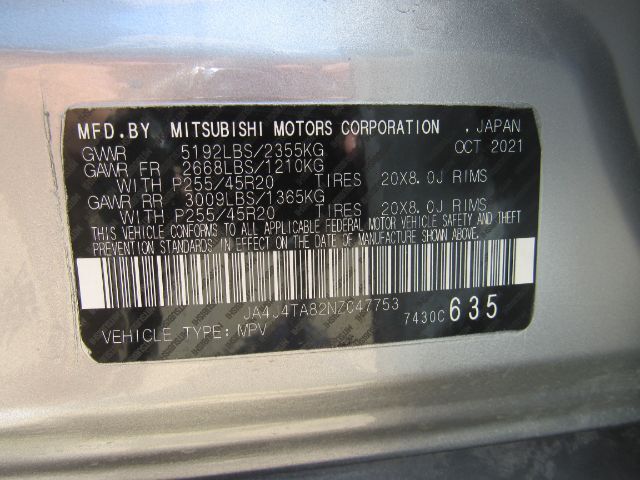 MFD.BY MITSUBISHI MOTORS CORPORATION , JAPAN
GVWR 5192LBS/2355KG OCT 2021
GAWR FR 2668LBS/1210KG
WITH P255/45R20 TIRES 20X8.0J RIMS
GAWR RR 3009LBS/1365KG
WITH P255/45R20 TIRES 20X8.0J RIMS
THIS VEHICLE CONFORMS TO ALL APPLICABLE FEDERAL MOTOR VEHICLE SAFETY AND THEFT
PREVENTION STANDARDS IN EFFECT ON THE DATE OF MANUFACTURE SHOWN ABOVE.
JA4J4TA82NZ047753
7430C 635
VEHICLE TYPE: MPV